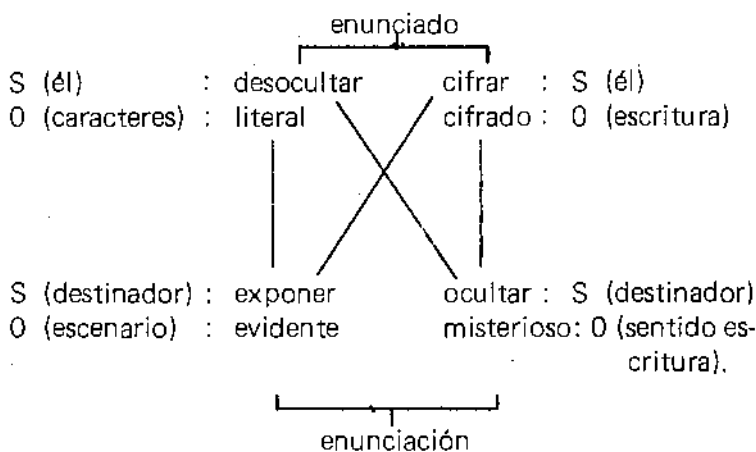 enunciado
S (él) : desocultar cifrar : S (él)
O (caracteres) : literal cifrado : O (escritura)
S (destinador) : exponer ocultar : S (destinador)
O (escenario) : evidente misterioso: O (sentido es-
critura).
enunciación